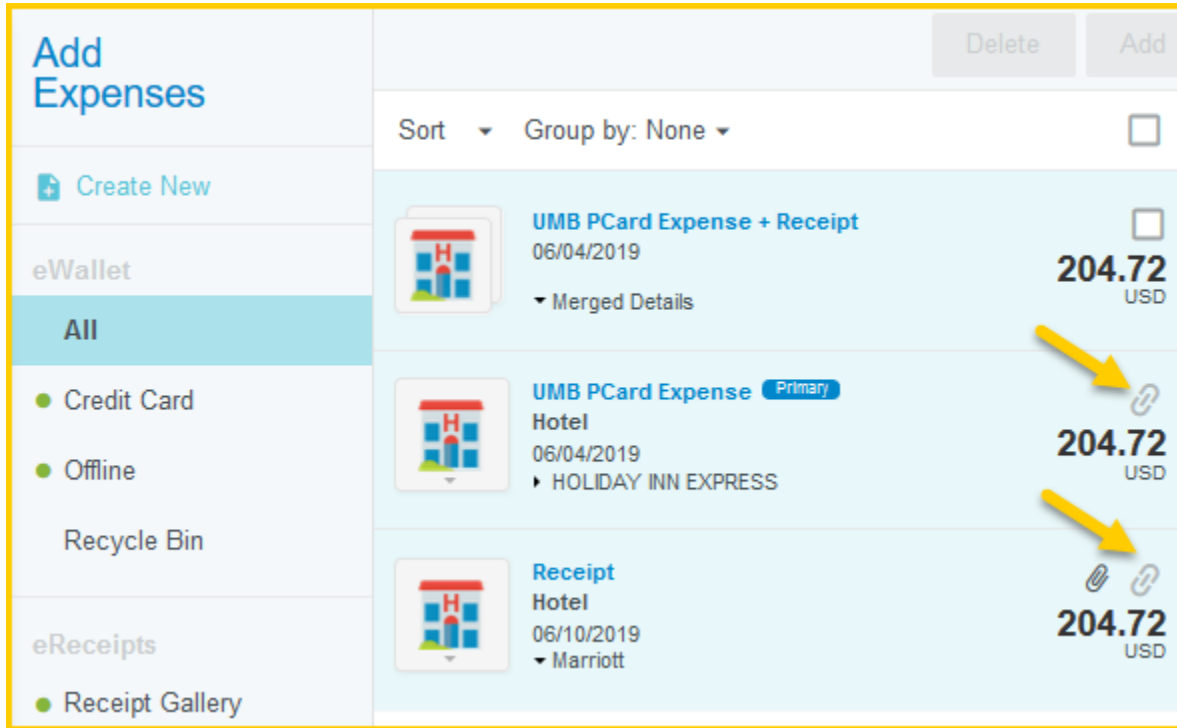 Add
Expenses
Create New
eWallet
All
Credit Card
Offline
Recycle Bin
eReceipts
Receipt Gallery
Delete Add
Sort Group by: None
H
UMB PCard Expense + Receipt
06/04/2019
Merged Details
204.72
USD
H
UMB PCard Expense Primary
Hotel
06/04/2019
HOLIDAY INN EXPRESS
204.72
USD
H
Receipt
Hotel
06/10/2019
Marriott
204.72
USD